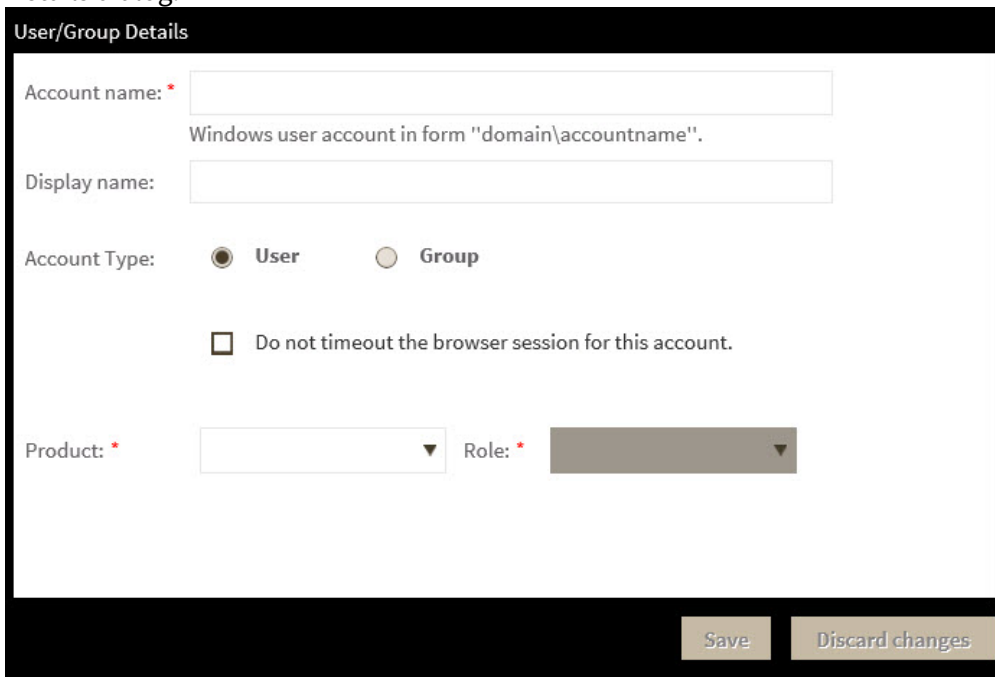 User/Group Details
Account name: *
Windows user account in form "domain\accountname".
Display name:
Account Type: User Group
Do not timeout the browser session for this account.
Product: * Role: *
Save Discard changes